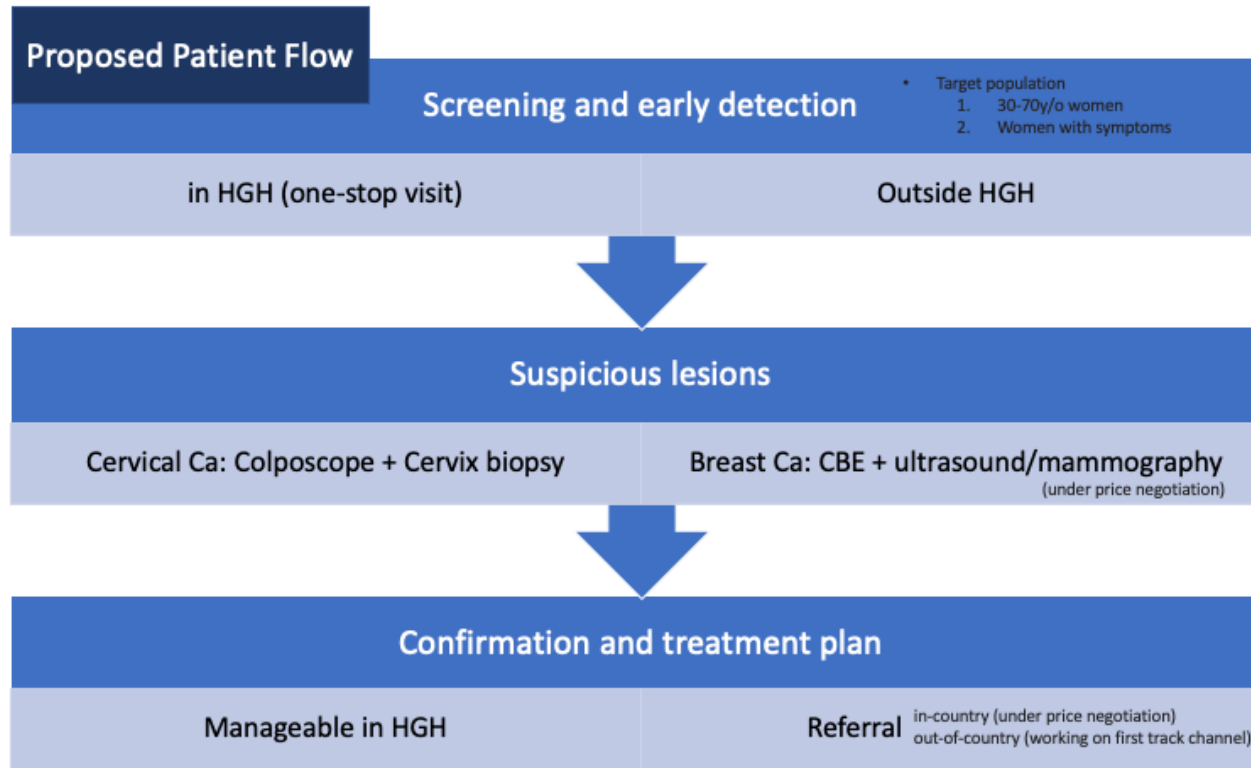 Proposed Patient Flow
Screening and early detection
• Target population
1. 30-70y/o women
2. Women with symptoms
in HGH (one-stop visit)
Outside HGH
Suspicious lesions
Cervical Ca: Colposcope + Cervix biopsy
Breast Ca: CBE + ultrasound/mammography
(under price negotiation)
Confirmation and treatment plan
Manageable in HGH
Referral
in-country (under price negotiation)
out-of-country (working on first track channel)